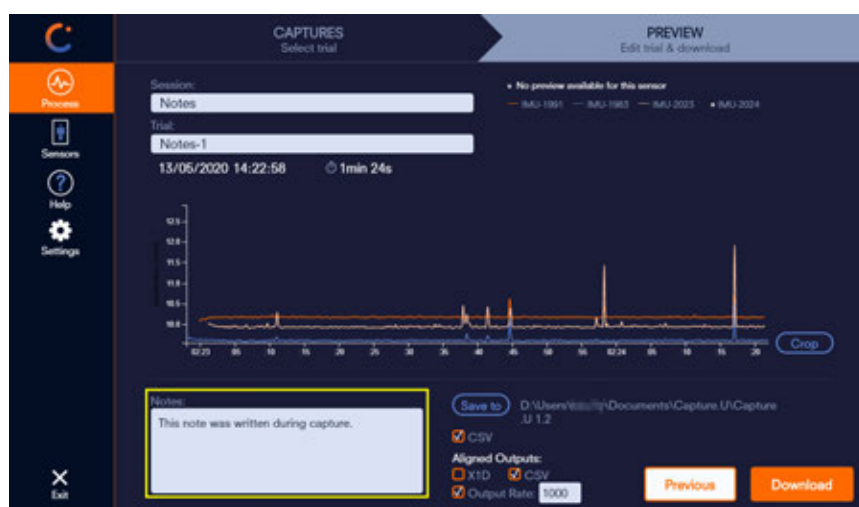 CAPTURES
Select trial
PREVIEW
Edit trial & download
Process
Sensors
Help
Settings
Exit
Session:
Notes
Trial:
Notes-1
13/05/2020 14:22:58 1min 24s
• No preview available for this sensor
IMU-1991 IMU-1983 IMU-2023 • IMU-2024
12.5
12.0
11.5
11.0
10.5
10.0
02:23 05 10 15 20 25 30 35 40 45 50 55 02:24 05 10 15 20
Crop
Notes:
This note was written during capture.
Save to D:\Users\ \Documents\Capture.U\Capture
.U 1.2
CSV
Aligned Outputs:
X1D CSV
Output Rate: 1000
Previous
Download